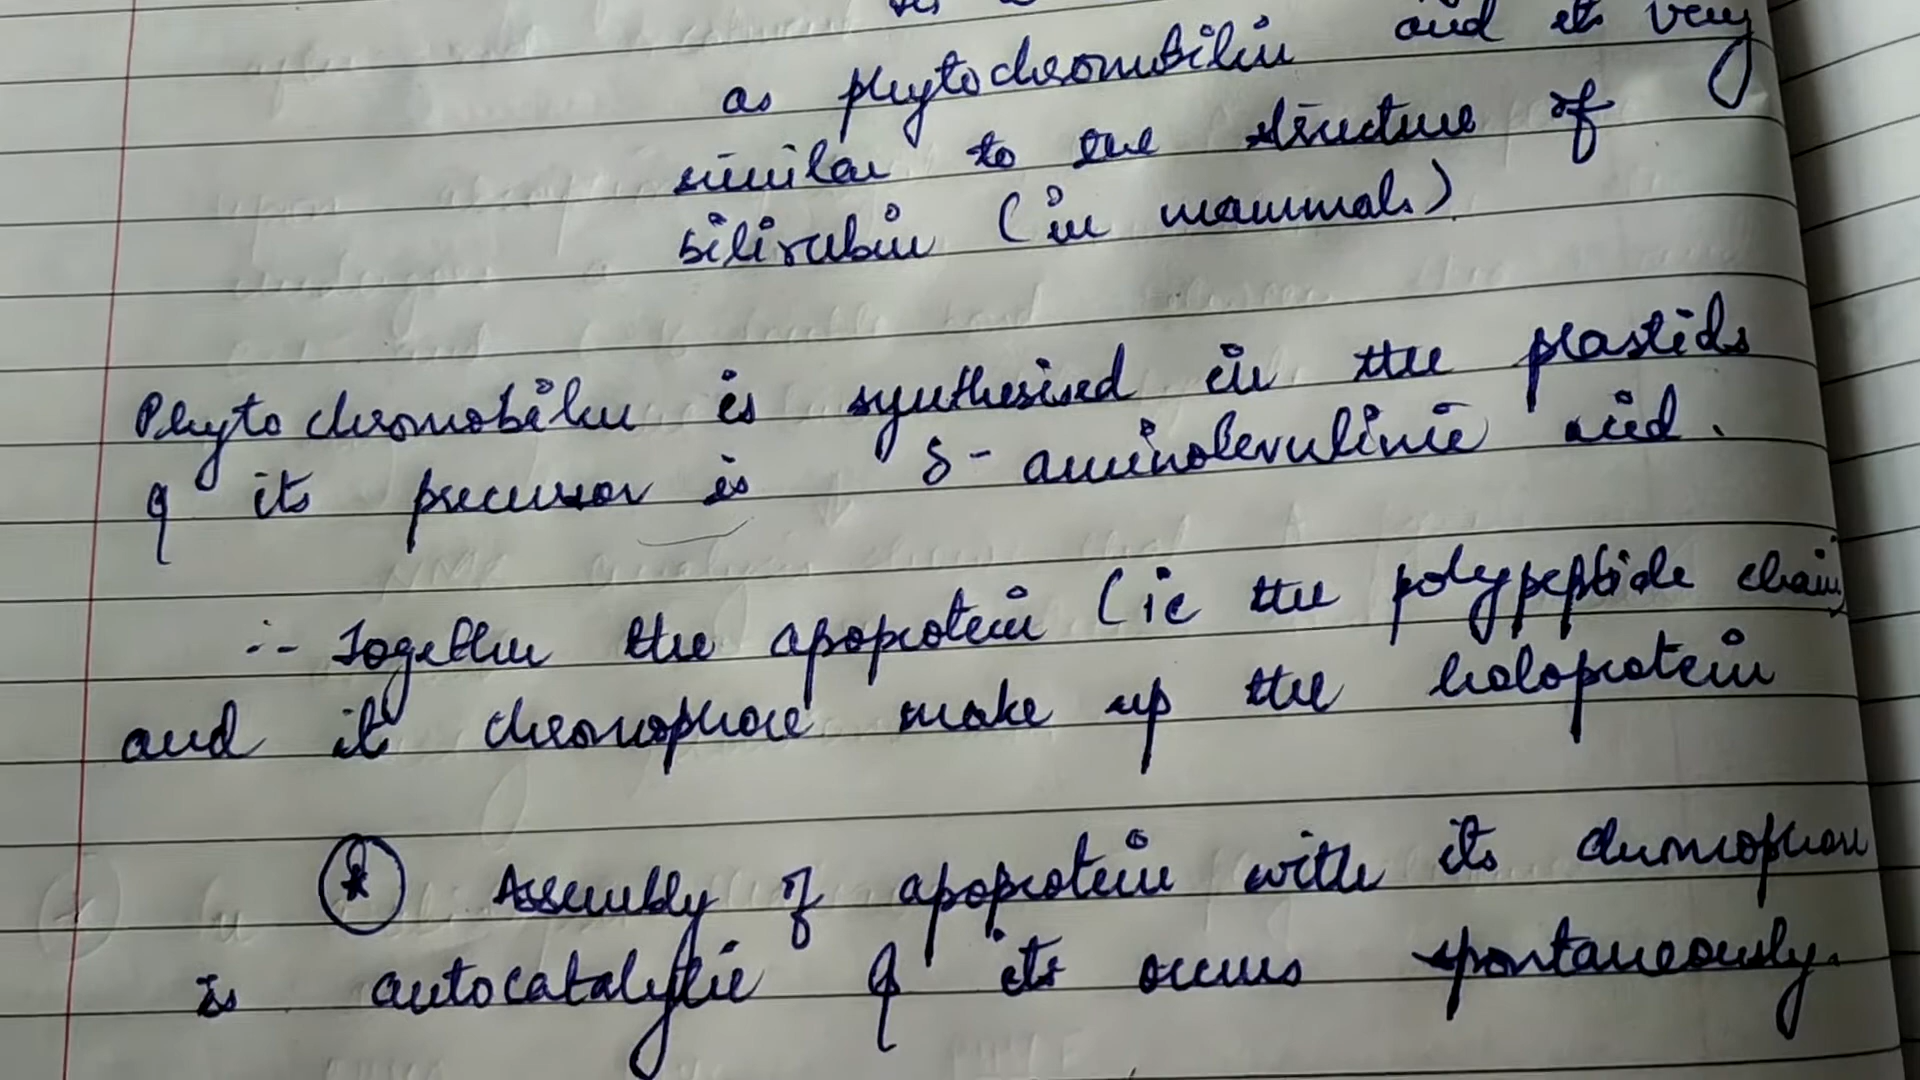 as phytochromobilin and its very
similar to the structure of
bilirubin (in mammals)
Phytochromobilin is synthesised in the plastids
& its precursor is δ- aminolevulinic acid.
∴ Together the apoprotein (ie the polypeptide chain)
and it chromophore make up the holoprotein
* Assembly of apoprotein with its chromophore
is autocatalytic & its occurs spontaneously.